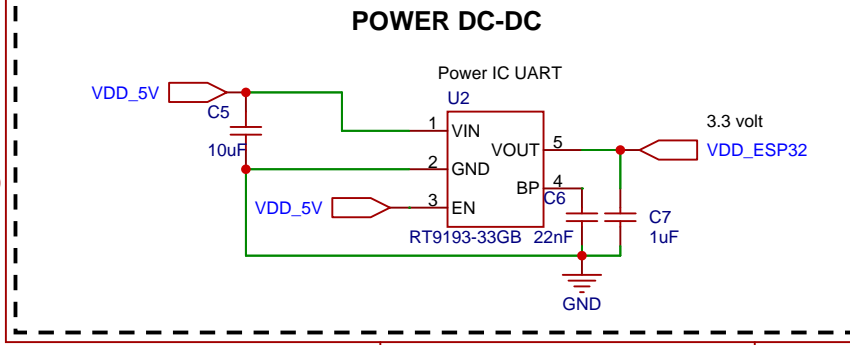 POWER DC-DC
Power IC UART
VDD_5V
C5
10uF
U2
1
VIN
2
GND
3
EN
VDD_5V
VOUT
5
BP
4
RT9193-33GB
C6
22nF
C7
1uF
3.3 volt
VDD_ESP32
GND